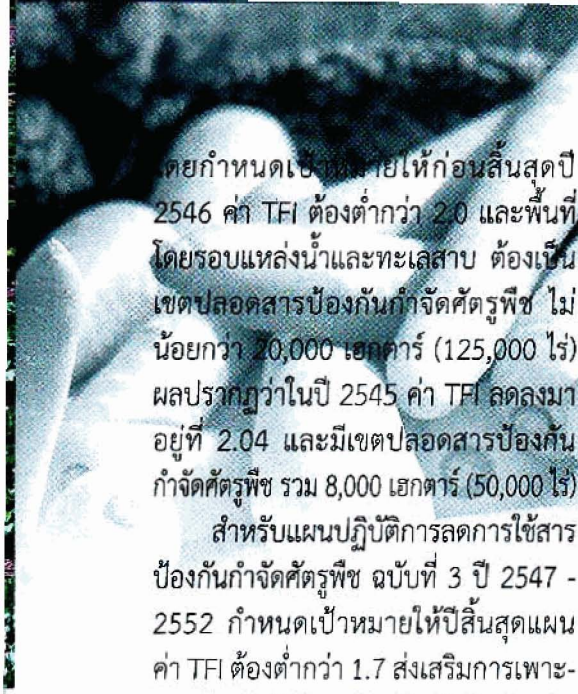 โดยกำหนดเป้าหมายให้ก่อนสิ้นสุดปี
2546 ค่า TFI ต้องต่ำกว่า 2.0 และพื้นที่
โดยรอบแหล่งน้ำและทะเลสาบ ต้องเป็น
เขตปลอดสารป้องกันกำจัดศัตรูพืช ไม่
น้อยกว่า 20,000 เฮกตาร์ (125,000 ไร่)
ผลปรากฏว่าในปี 2545 ค่า TFI ลดลงมา
อยู่ที่ 2.04 และมีเขตปลอดสารป้องกัน
กำจัดศัตรูพืช รวม 8,000 เฮกตาร์ (50,000 ไร่)
สำหรับแผนปฏิบัติการลดการใช้สาร
ป้องกันกำจัดศัตรูพืช ฉบับที่ 3 ปี 2547 -
2552 กำหนดเป้าหมายให้ปีสิ้นสุดแผน
ค่า TFI ต้องต่ำกว่า 1.7 ส่งเสริมการเพาะ-